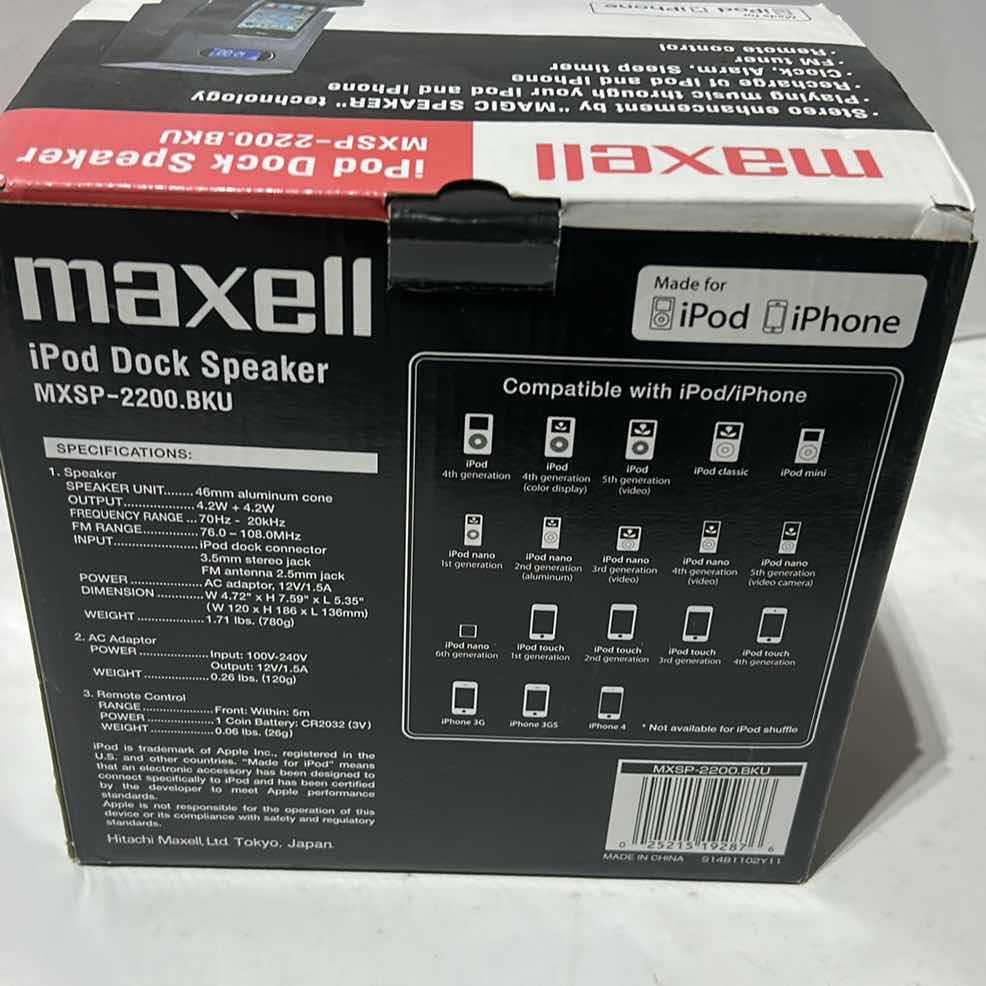 Made for
iPod iPhone
maxell
iPod Dock Speaker
MXSP-2200.BKU
· Stereo enhancement by "MAGIC SPEAKER" technology
· Playing music through your iPod and iPhone
· Recharge of iPod and iPhone
· Clock, Alarm, Sleep timer
· FM tuner
· Remote control
maxell
iPod Dock Speaker
MXSP-2200.BKU
SPECIFICATIONS:
1. Speaker
SPEAKER UNIT........46mm aluminum cone
OUTPUT..................4.2W + 4.2W
FREQUENCY RANGE ...70Hz - 20kHz
FM RANGE................76.0 - 108.0MHz
INPUT......................iPod dock connector
3.5mm stereo jack
FM antenna 2.5mm jack
POWER ...................AC adaptor, 12V/1.5A
DIMENSION .............W 4.72" x H 7.59" x L 5.35"
(W 120 x H 186 x L 136mm)
WEIGHT..................1.71 lbs. (780g)
2. AC Adaptor
POWER ..................Input: 100V-240V
Output: 12V/1.5A
WEIGHT..................0.26 lbs. (120g)
3. Remote Control
RANGE...................Front: Within: 5m
POWER ..................1 Coin Battery: CR2032 (3V)
WEIGHT..................0.06 lbs. (26g)
iPod is trademark of Apple Inc., registered in the
U.S. and other countries. "Made for iPod" means
that an electronic accessory has been designed to
connect specifically to iPod and has been certified
by the developer to meet Apple performance
standards.
Apple is not responsible for the operation of this
device or its compliance with safety and regulatory
standards.
Hitachi Maxell, Ltd. Tokyo, Japan.
Made for
iPod iPhone
Compatible with iPod/iPhone
iPod
4th generation
iPod
4th generation
(color display)
iPod
5th generation
(video)
iPod classic
iPod mini
iPod nano
1st generation
iPod nano
2nd generation
(aluminum)
iPod nano
3rd generation
(video)
iPod nano
4th generation
(video)
iPod nano
5th generation
(video camera)
iPod nano
6th generation
iPod touch
1st generation
iPod touch
2nd generation
iPod touch
3rd generation
iPod touch
4th generation
iPhone 3G
iPhone 3GS
iPhone 4
* Not available for iPod shuffle
MXSP-2200.BKU
0 25215 19287 6
MADE IN CHINA S1481102Y11